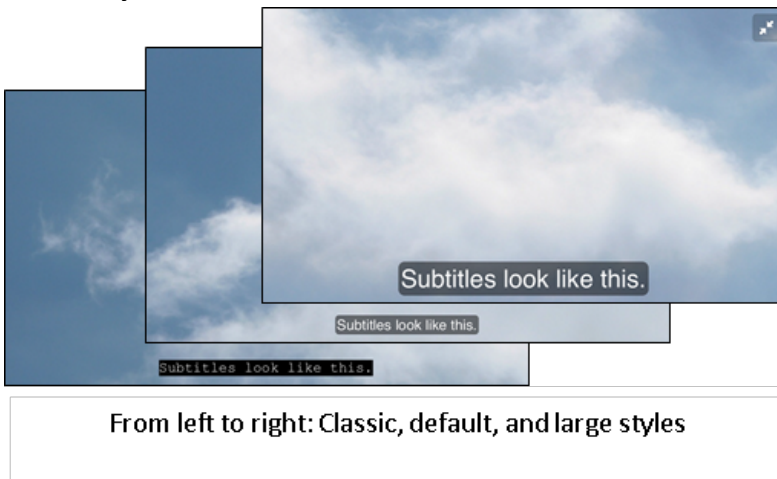 Subtitles look like this.
Subtitles look like this.
Subtitles look like this.
From left to right: Classic, default, and large styles